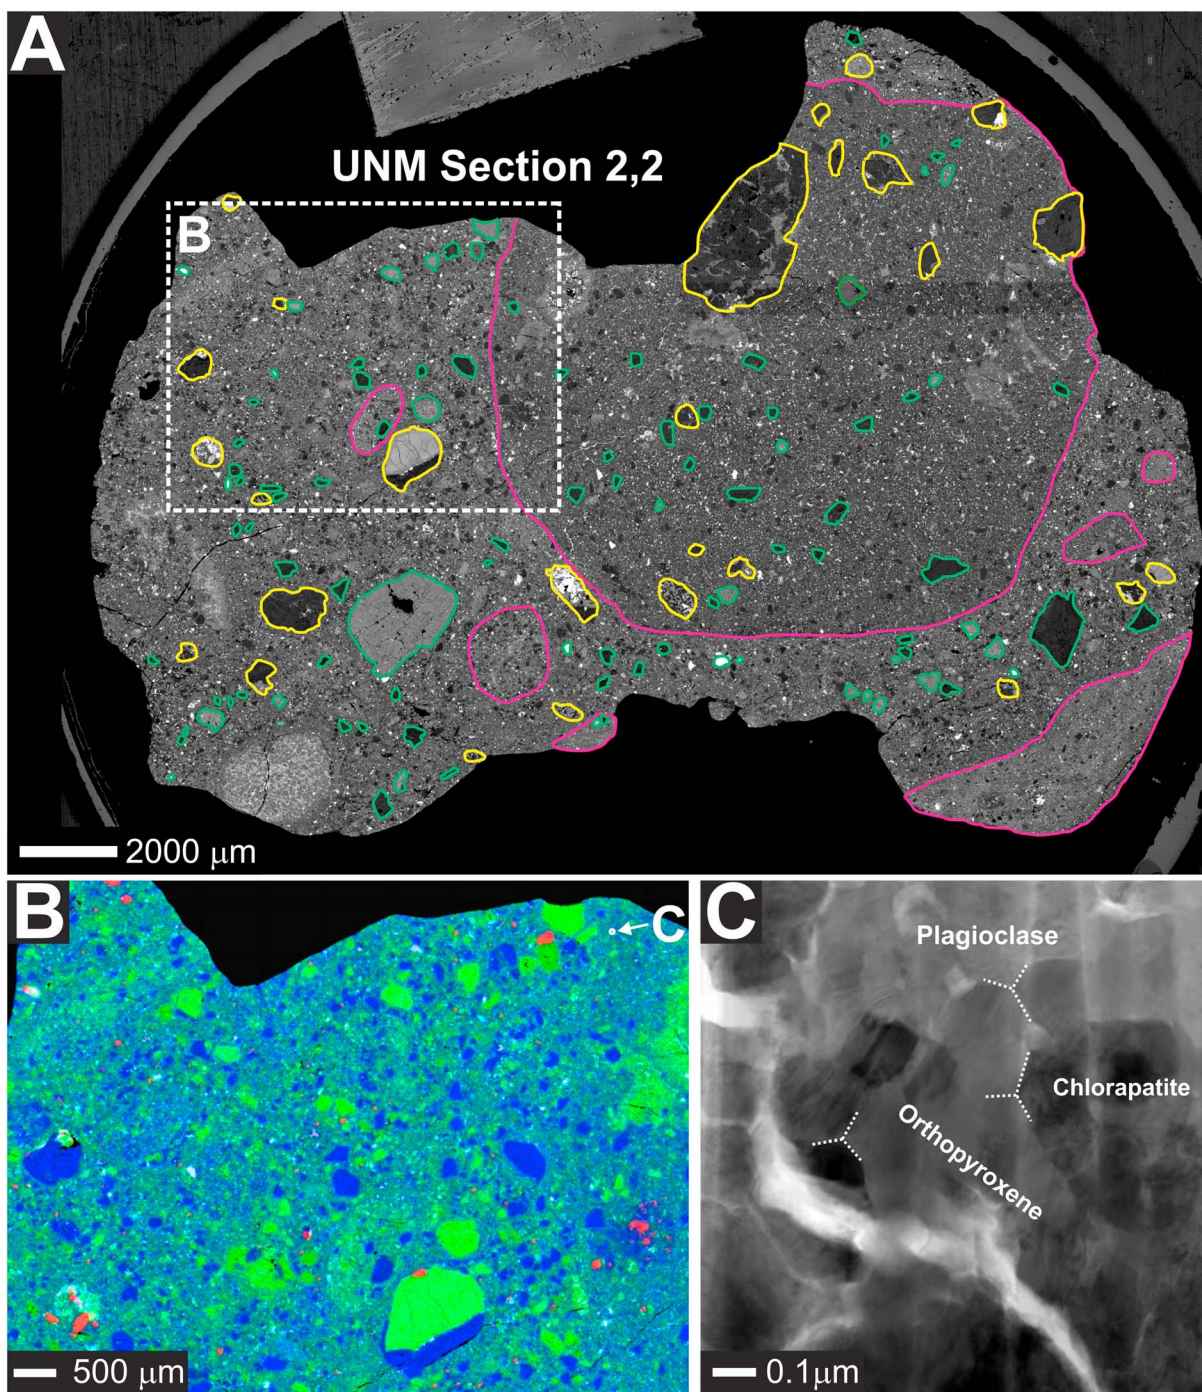 A
UNM Section 2,2
B
2000 μm
B
C
500 μm
C
Plagioclase
Chlorapatite
Orthopyroxene
0.1μm